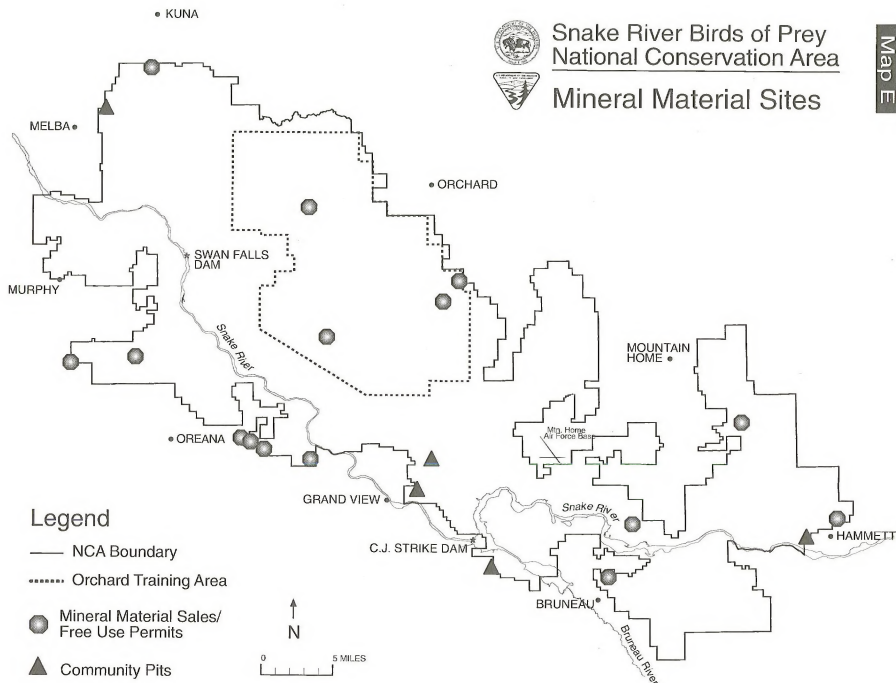 KUNA
Snake River Birds of Prey
National Conservation Area
Mineral Material Sites
Map E
MELBA
ORCHARD
SWAN FALLS
DAM
MURPHY
Snake River
MOUNTAIN
HOME
OREANA
Mtg. Home
Air Force Base
GRAND VIEW
Snake River
C.J. STRIKE DAM
HAMMETT
BRUNEAU
Bruneau River
Legend
NCA Boundary
Orchard Training Area
Mineral Material Sales/
Free Use Permits
Community Pits
N
0 5 MILES